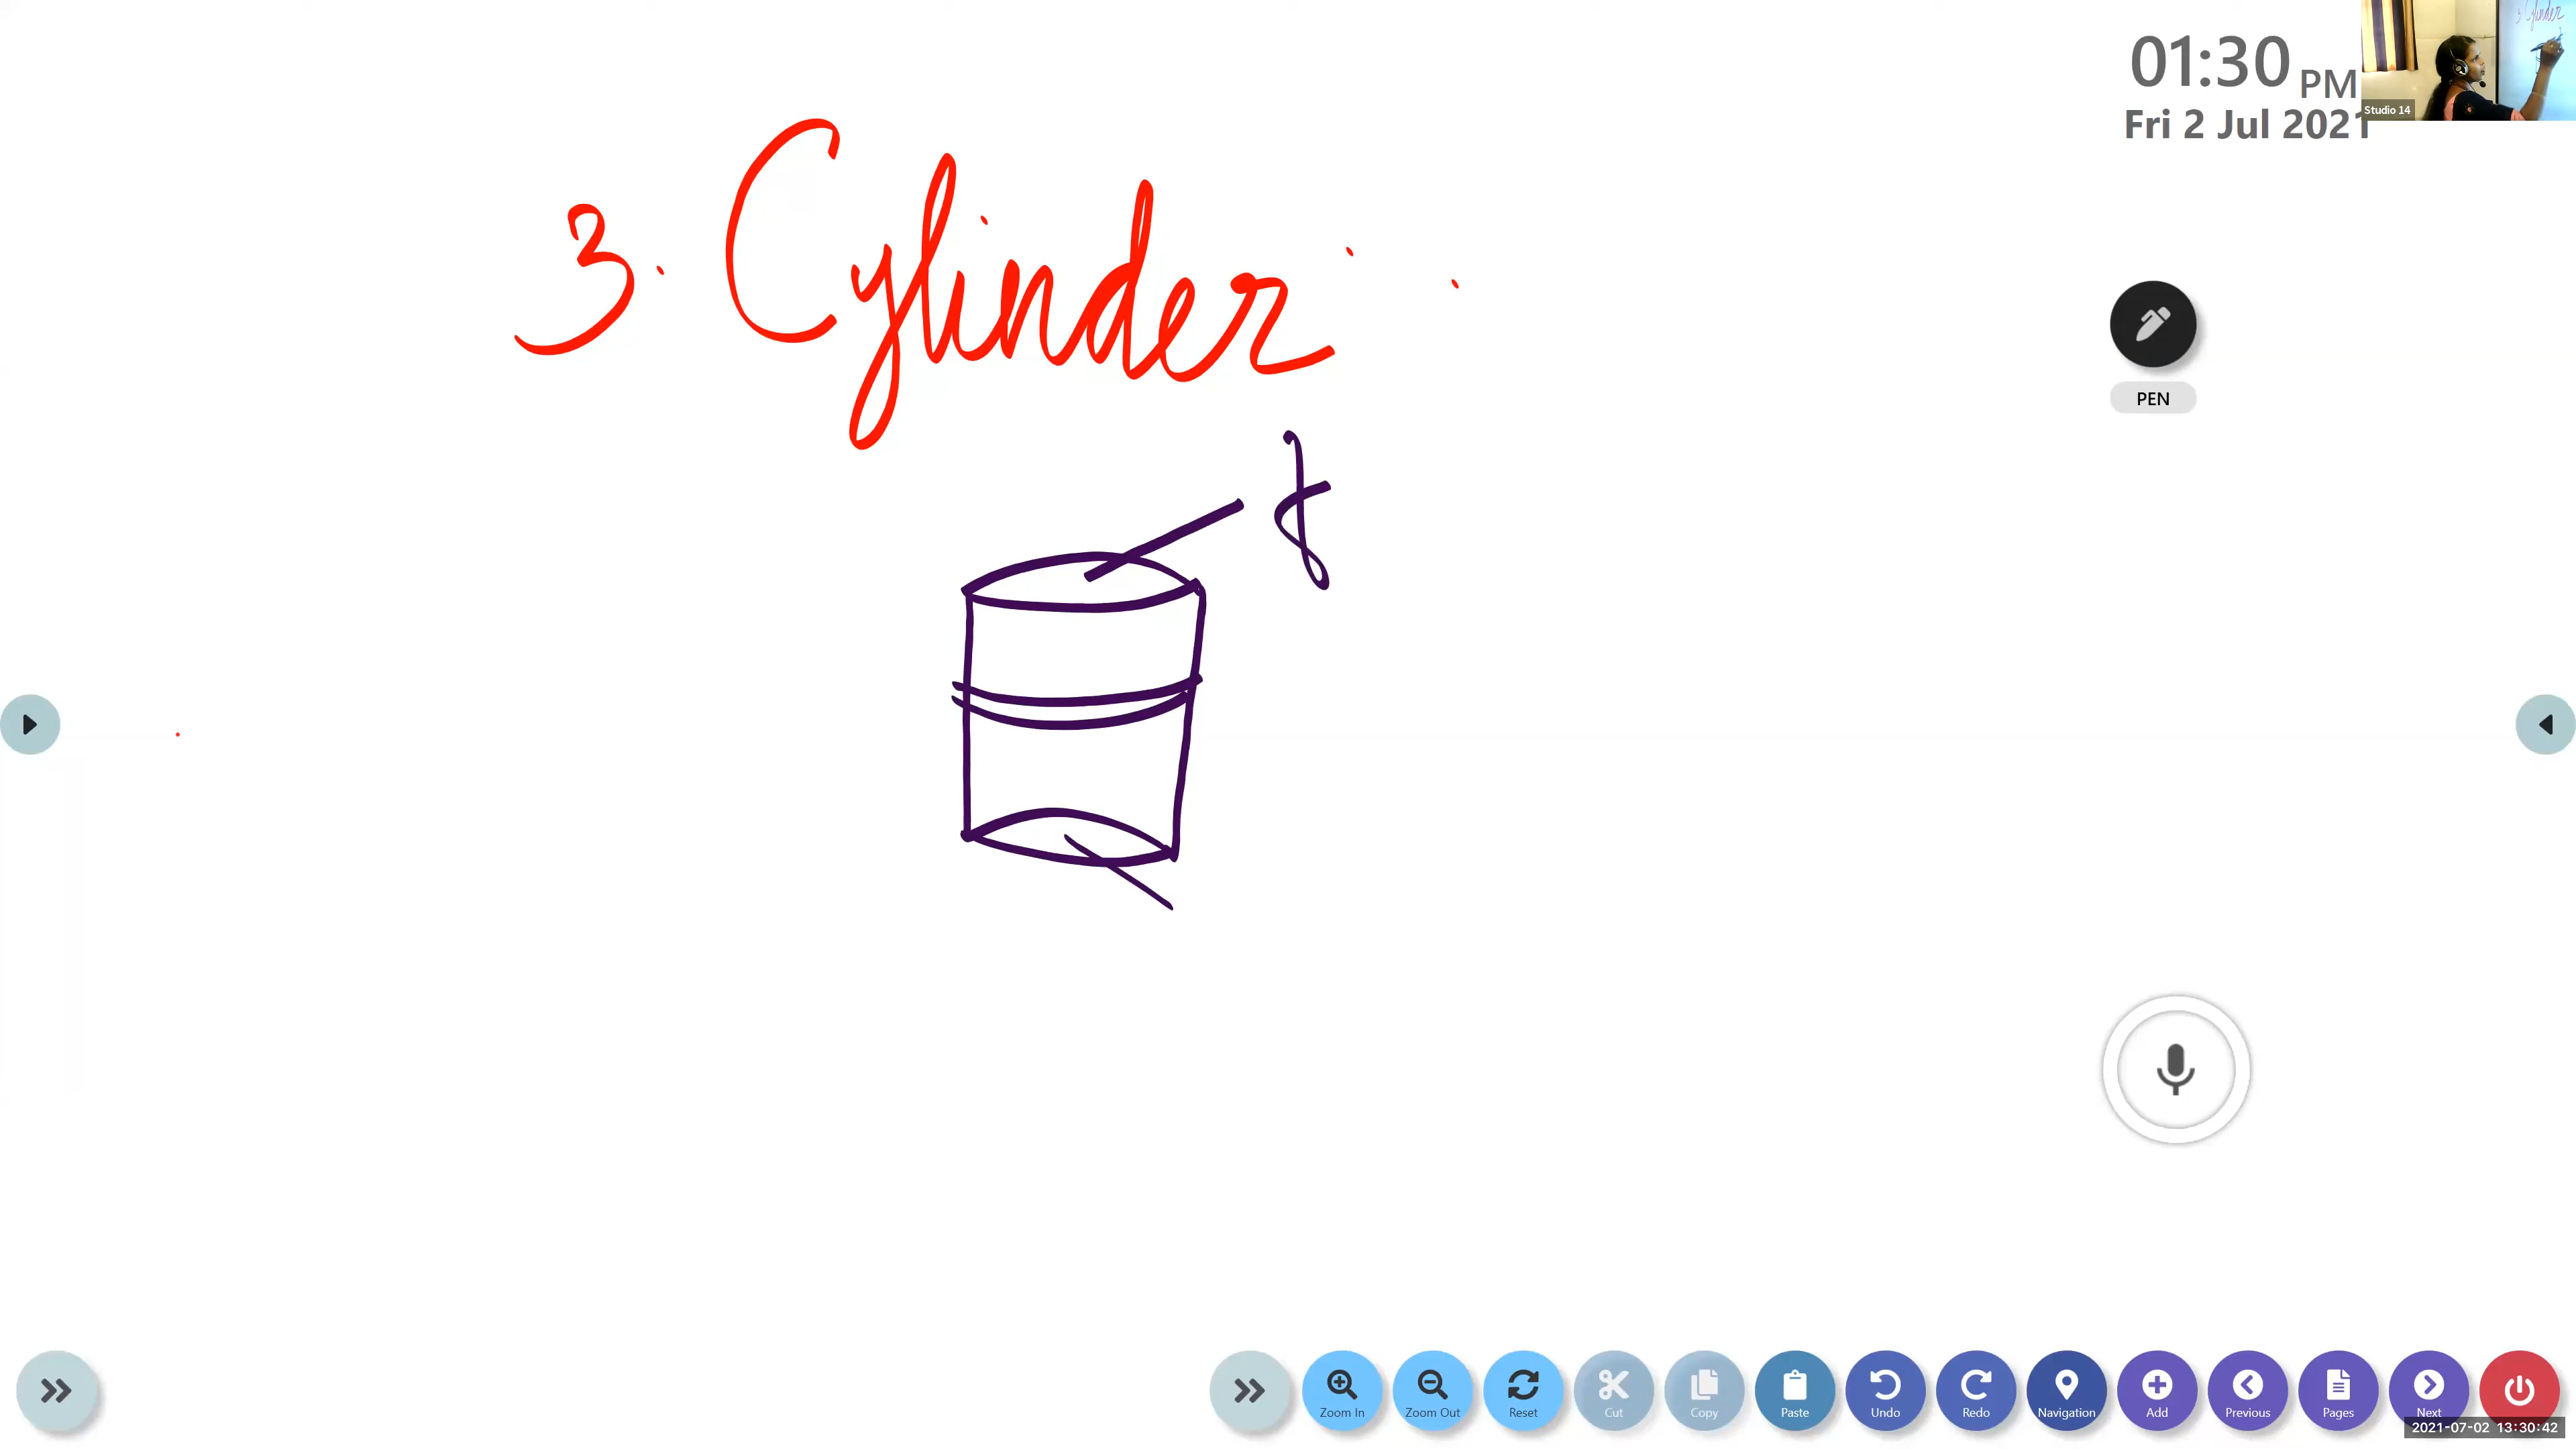 01:30 PM
Fri 2 Jul 2021
Studio 14
3. Cylinder
f
PEN
Zoom In
Zoom Out
Reset
Cut
Copy
Paste
Undo
Redo
Navigation
Add
Previous
Pages
Next
2021-07-02 13:30:42